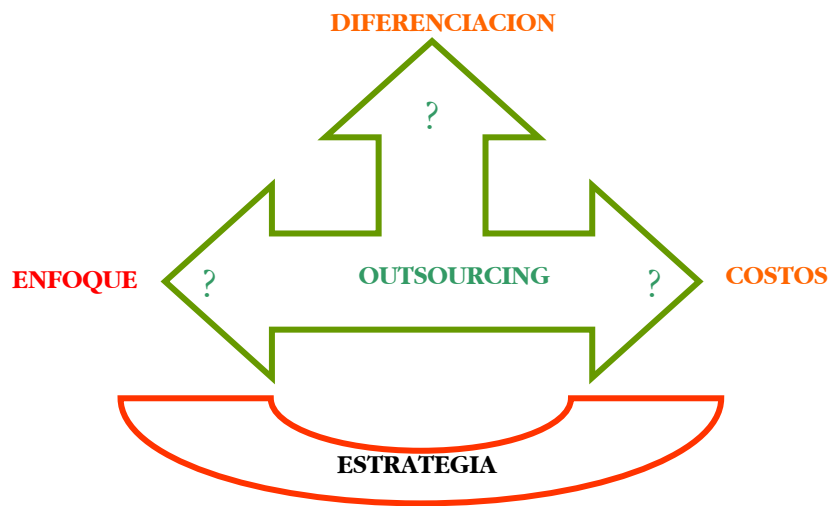 DIFERENCIACION
?
ENFOQUE
?
OUTSOURCING
?
COSTOS
ESTRATEGIA